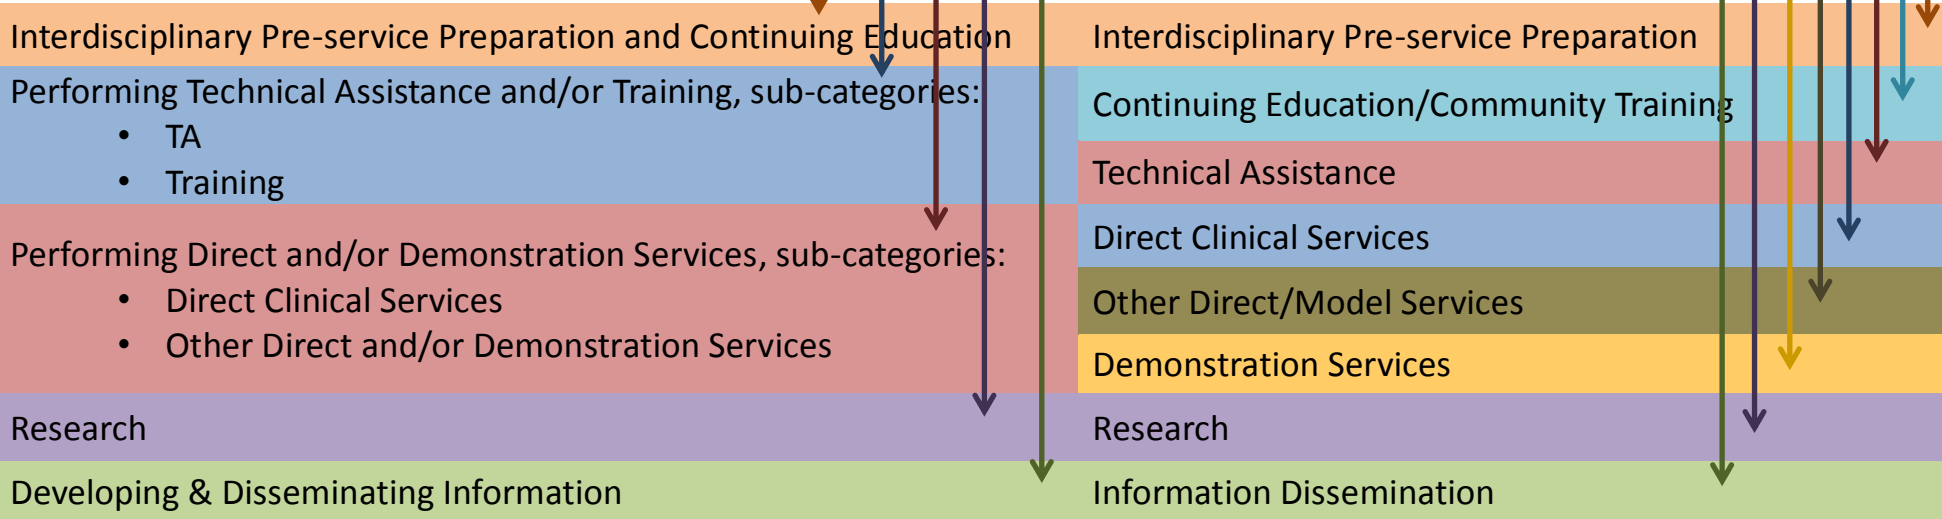 Interdisciplinary Pre-service Preparation and Continuing Education
Performing Technical Assistance and/or Training, sub-categories:
• TA
• Training
Performing Direct and/or Demonstration Services, sub-categories:
• Direct Clinical Services
• Other Direct and/or Demonstration Services
Research
Developing & Disseminating Information
Interdisciplinary Pre-service Preparation
Continuing Education/Community Training
Technical Assistance
Direct Clinical Services
Other Direct/Model Services
Demonstration Services
Research
Information Dissemination